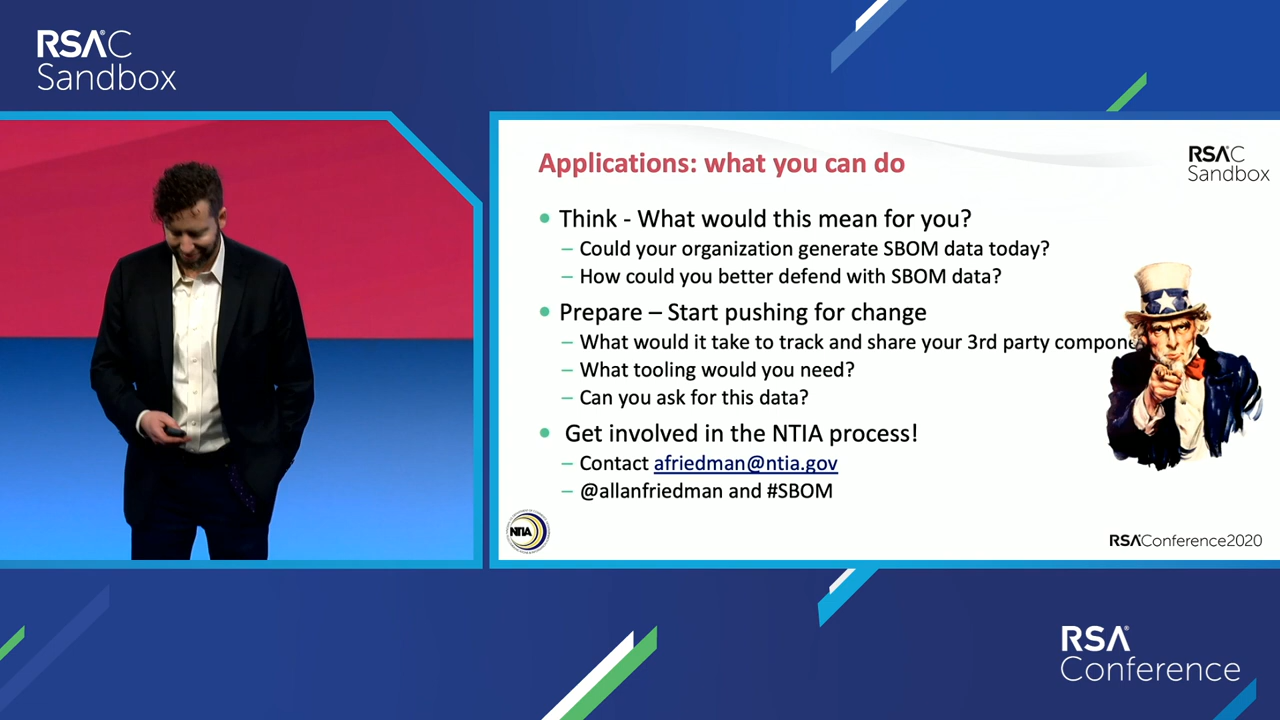 RSAC
Sandbox
Applications: what you can do
RSAC
Sandbox
• Think - What would this mean for you?
– Could your organization generate SBOM data today?
– How could you better defend with SBOM data?
• Prepare – Start pushing for change
– What would it take to track and share your 3rd party compone
– What tooling would you need?
– Can you ask for this data?
• Get involved in the NTIA process!
– Contact afriedman@ntia.gov
– @allanfriedman and #SBOM
NTIA
RSA®Conference2020
RSA®
Conference